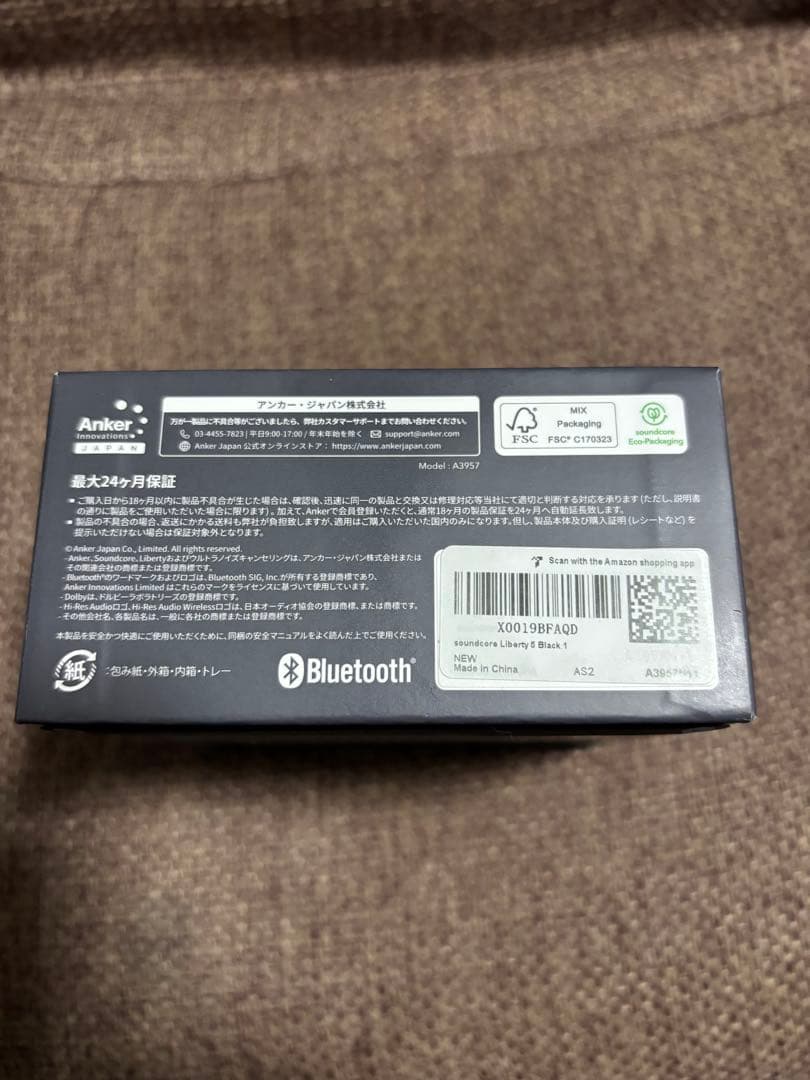 Anker
Innovations
JAPAN
アンカー・ジャパン株式会社
万が一製品に不具合等がございましたら、弊社カスタマーサポートまでお問い合わせください。
03-4455-7823 | 平日9:00-17:00 / 年末年始を除く support@anker.com
Anker Japan 公式オンラインストア： https://www.ankerjapan.com
FSC
MIX
Packaging
FSC® C170323
soundcore
Eco-Packaging
Model : A3957
最大24ヶ月保証
• ご購入日から18ヶ月以内に製品不具合が生じた場合は、確認後、迅速に同一の製品と交換又は修理対応等当社にて適切と判断する対応を承ります（ただし、説明書
の通りに製品をご使用いただいた場合に限ります）。加えて、Ankerで会員登録いただくと、通常18ヶ月の製品保証を24ヶ月へ自動延長致します。
• 製品の不具合の場合、返送にかかる送料も弊社が負担致しますが、適用はご購入いただいた国内のみになります。但し、製品本体及び購入証明（レシートなど）を
提示いただけない場合は保証対象外となります。
© Anker Japan Co., Limited. All rights reserved.
- Anker、Soundcore、Libertyおよびウルトラノイズキャンセリングは、アンカー・ジャパン株式会社または
その関連会社の商標または登録商標です。
- Bluetooth®のワードマークおよびロゴは、Bluetooth SIG, Inc.が所有する登録商標であり、
Anker Innovations Limited はこれらのマークをライセンスに基づいて使用しています。
- Dolbyは、ドルビーラボラトリーズの登録商標です。
- Hi-Res Audioロゴ、Hi-Res Audio Wirelessロゴは、日本オーディオ協会の登録商標、または商標です。
- その他会社名、各製品名は、一般に各社の商標または登録商標です。
本製品を安全かつ快適にご使用いただくために、同梱の安全マニュアルをよく読んだ上でご使用ください。
紙 :包み紙・外箱・内箱・トレー
Bluetooth®
Scan with the Amazon shopping app
X0019BFAQD
soundcore Liberty 5 Black 1
NEW
Made in China AS2